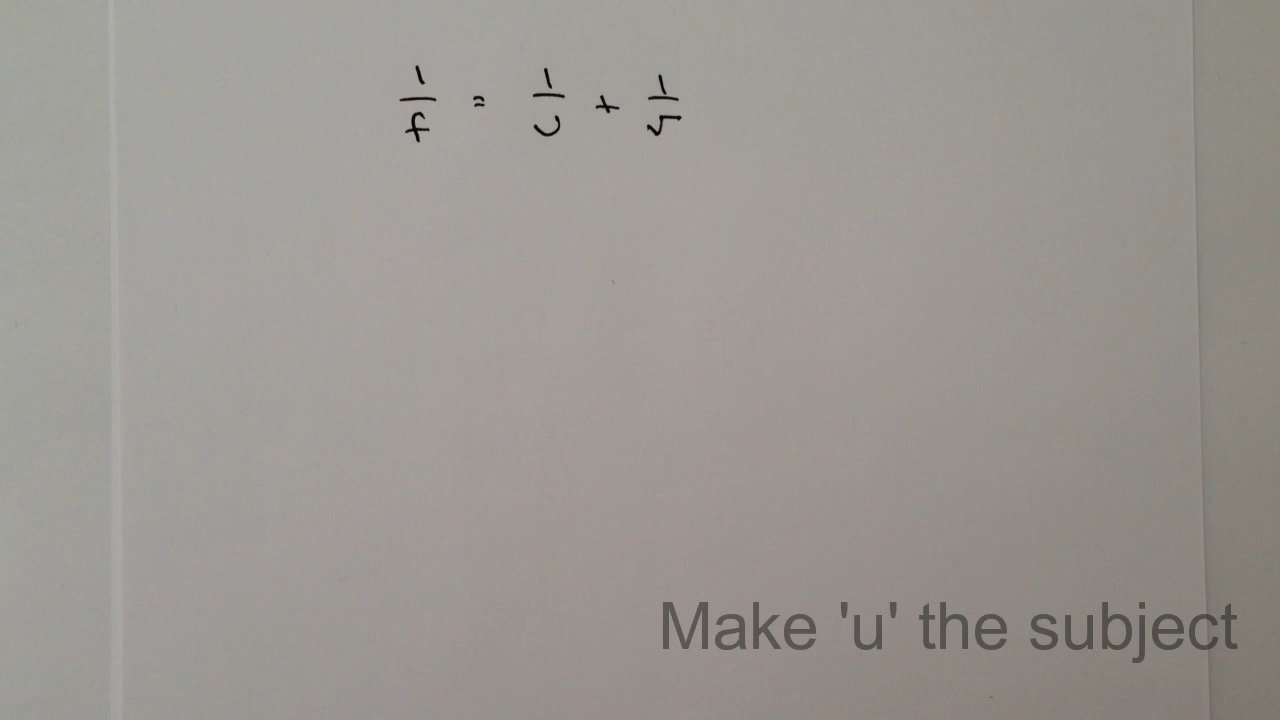 1/f = 1/u + 1/v
Make 'u' the subject